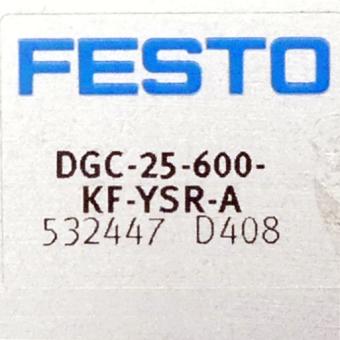 FESTO
DGC-25-600-
KF-YSR-A
532447 D408